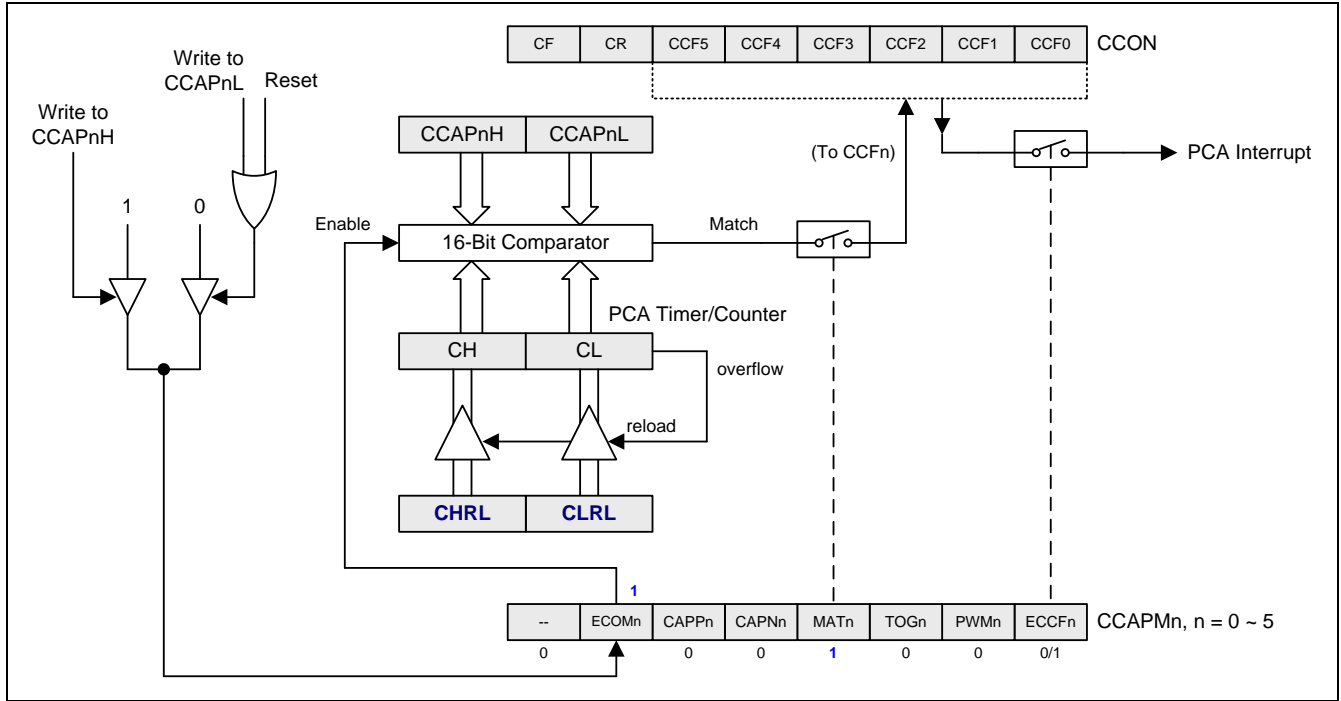 CF CR CCF5 CCF4 CCF3 CCF2 CCF1 CCF0 CCON
Write to
CCAPnL
Reset
Write to
CCAPnH
CCAPnH CCAPnL
(To CCFn)
PCA Interrupt
1 0
Enable
16-Bit Comparator
Match
PCA Timer/Counter
CH CL
overflow
reload
CHRL CLRL
1
-- ECOMn CAPPn CAPNn MATn TOGn PWMn ECCFn CCAPMn, n = 0 ~ 5
0 0 0 1 0 0 0/1